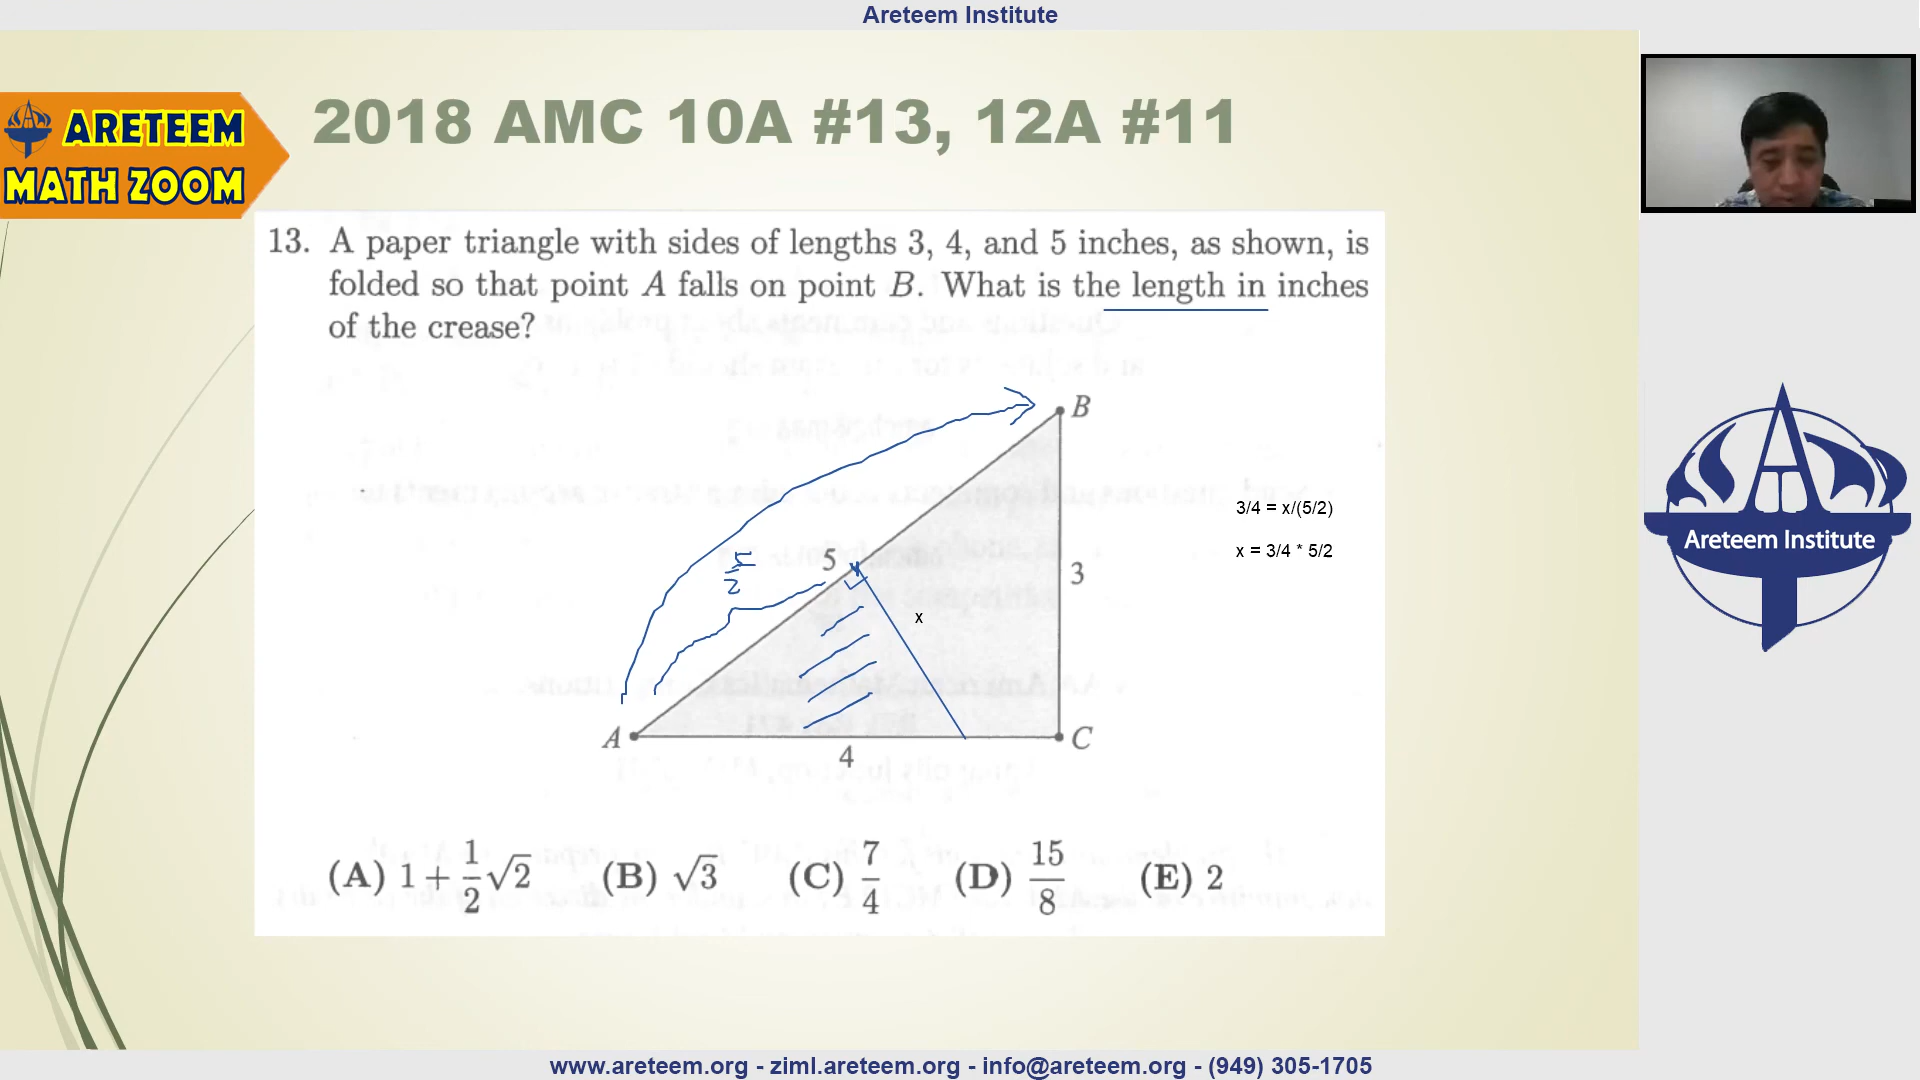 Areteem Institute
ARETEEM
MATH ZOOM
2018 AMC 10A #13, 12A #11
13. A paper triangle with sides of lengths 3, 4, and 5 inches, as shown, is
folded so that point A falls on point B. What is the length in inches
of the crease?
B
3/4 = x/(5/2)
x = 3/4 * 5/2
5/2
5
3
x
A
C
4
(A) 1 + 1/2 √2 (B) √3 (C) 7/4 (D) 15/8 (E) 2
Areteem Institute
www.areteem.org - ziml.areteem.org - info@areteem.org - (949) 305-1705